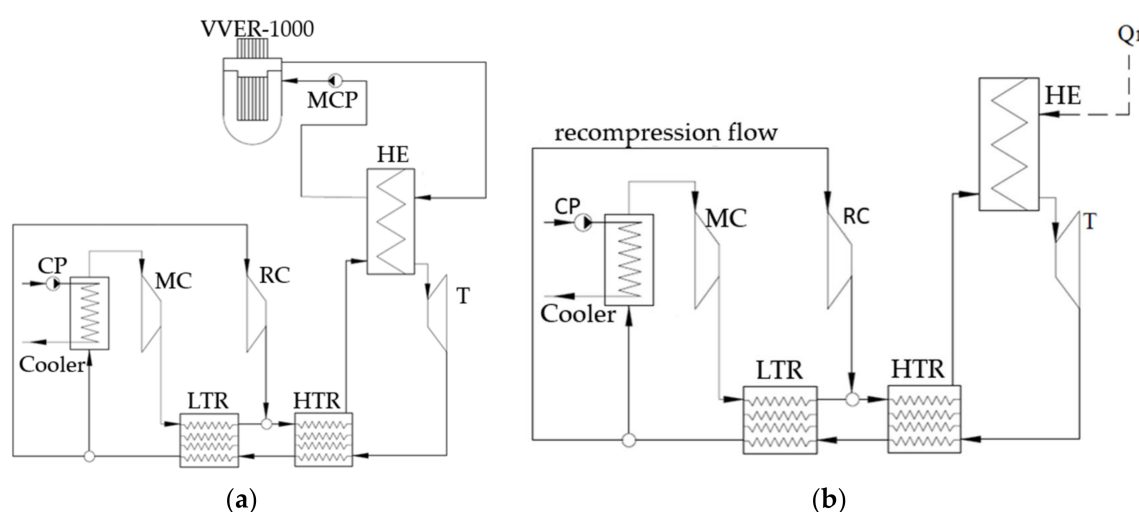 VVER-1000
MCP
HE
CP
MC
RC
T
Cooler
LTR
HTR
(a)
Q1
HE
recompression flow
CP
MC
RC
T
Cooler
LTR
HTR
(b)